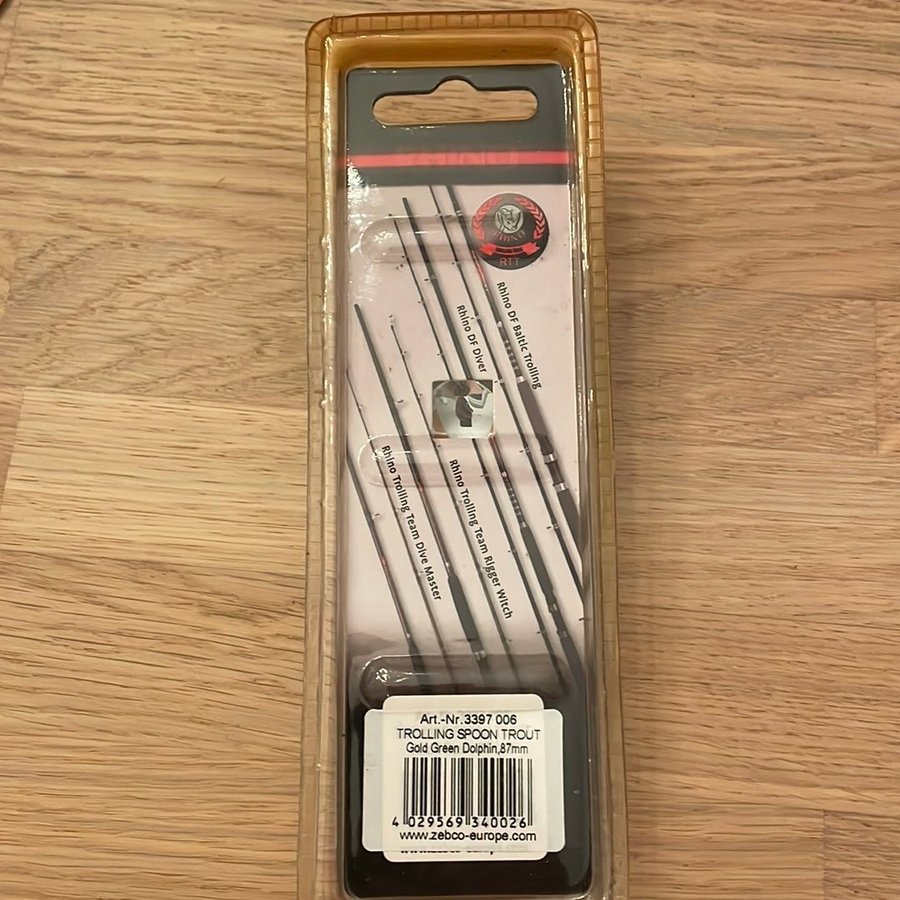 RHINO
RHINO
RTT
Rhino DF Baltic Trolling
Rhino DF Diver
Rhino Trolling Team Dive Master
Rhino Trolling Team Rigger Witch
Art.-Nr.3397 006
TROLLING SPOON TROUT
Gold Green Dolphin,87mm
4 029569 340026
www.zebco-europe.com